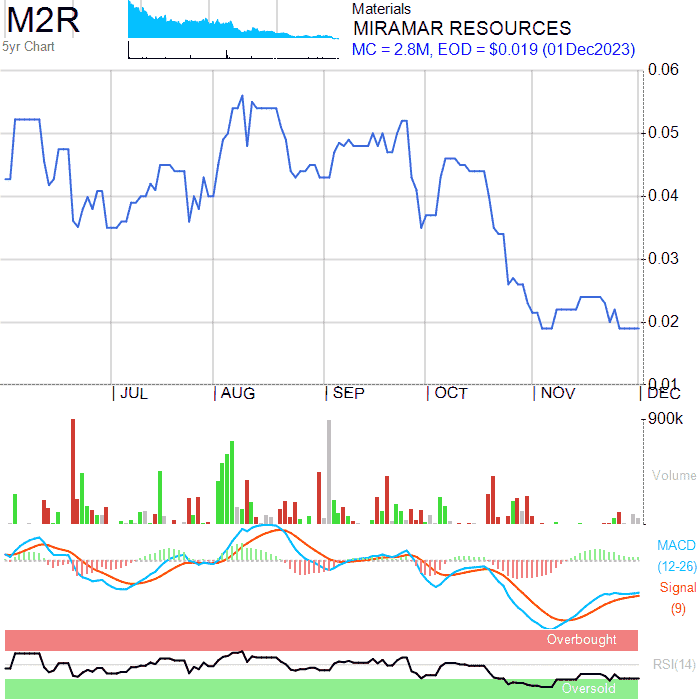 M2R
5yr Chart
Materials
MIRAMAR RESOURCES
MC = 2.8M, EOD = $0.019 (01Dec2023)
0.06
0.05
0.04
0.03
0.02
0.01
JUL
AUG
SEP
OCT
NOV
DEC
900k
Volume
MACD
(12-26)
Signal
(9)
Overbought
RSI(14)
Oversold